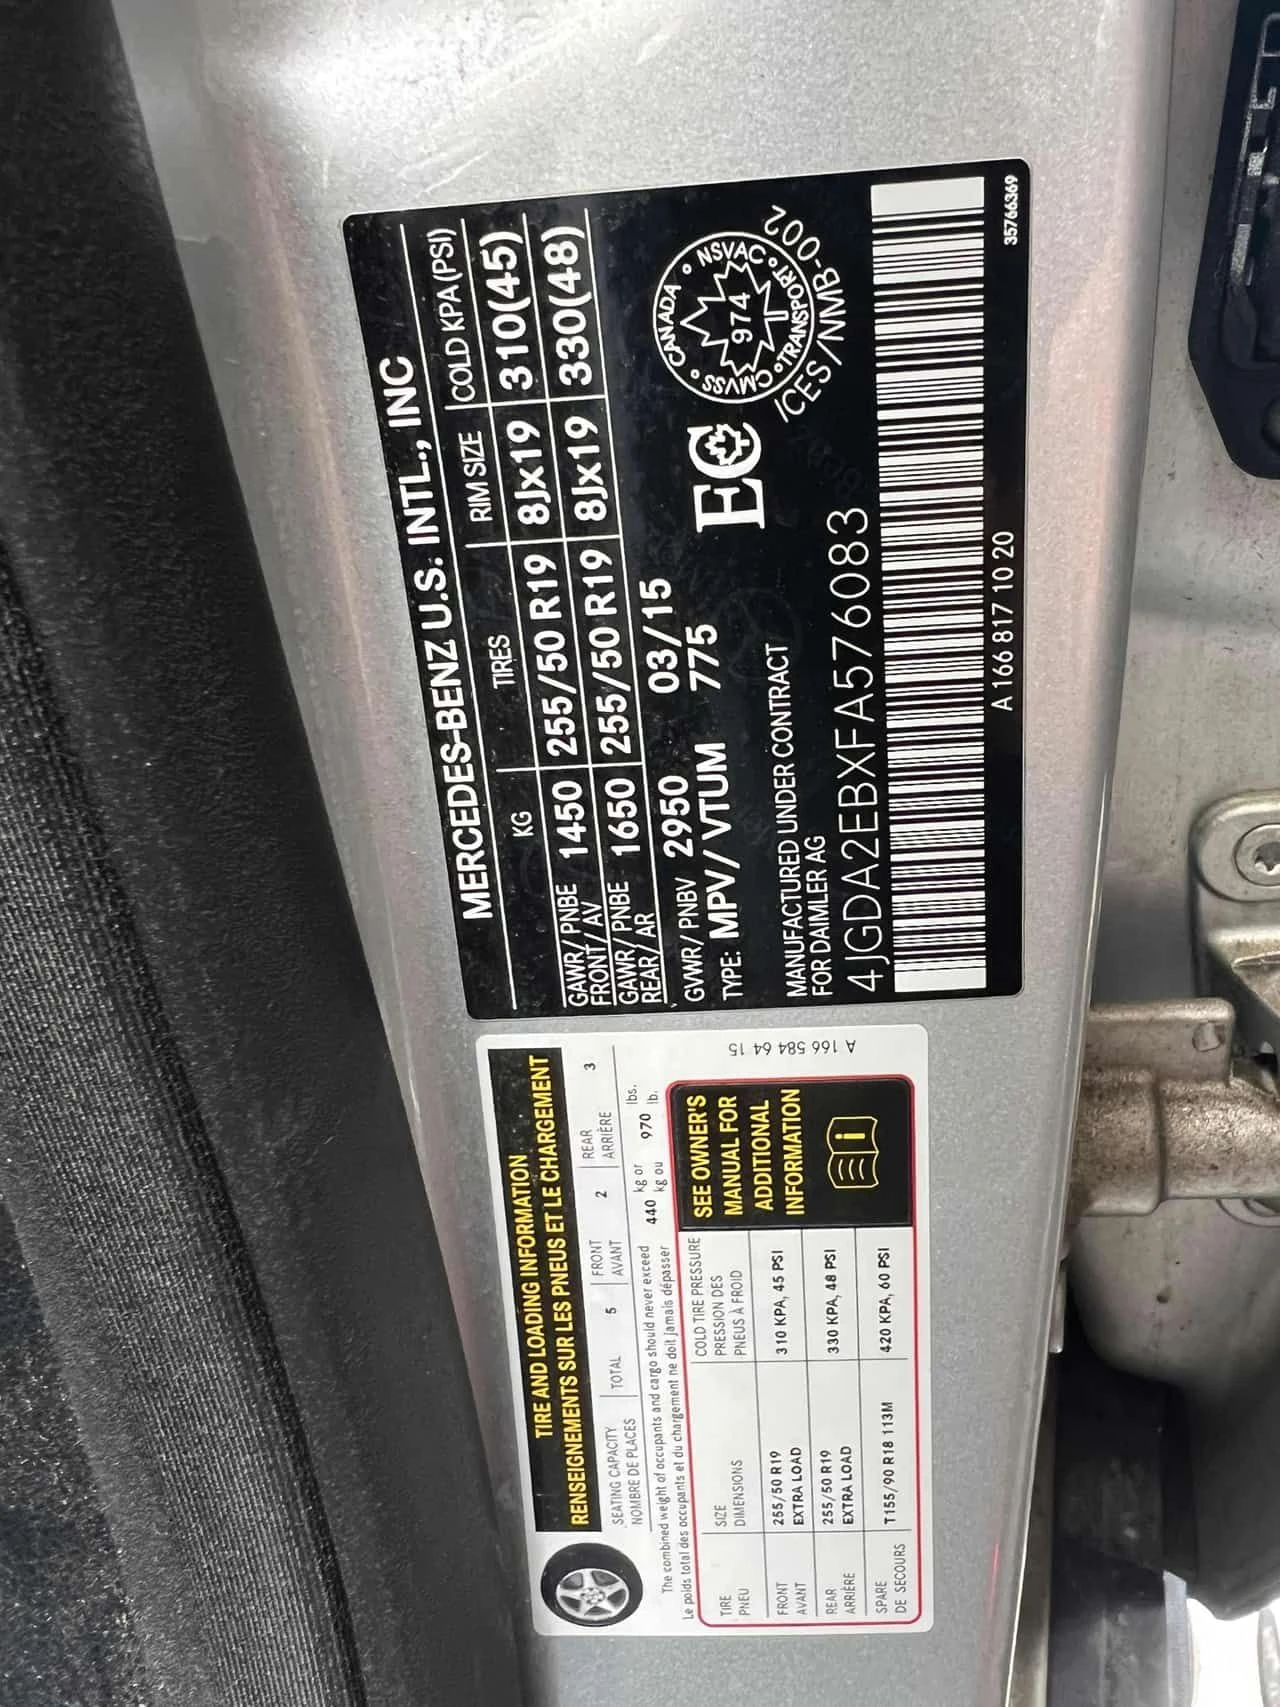 MERCEDES-BENZ U.S. INTL., INC
KG TIRES RIM SIZE COLD KPA(PSI)
GAWR/ PNBE 1450 255/50 R19 8Jx19 310(45)
FRONT/ AV
GAWR/ PNBE 1650 255/50 R19 8Jx19 330(48)
REAR/ AR
GVWR/ PNBV 2950 03/15
TYPE: MPV/ VTUM 775
EC
CANADA • NSVAC • TRANSPORT • CMVSS •
974
/CES/NMB-002
MANUFACTURED UNDER CONTRACT
FOR DAIMLER AG
4JGDA2EBXFA576083
A 166 817 10 20
35766369
TIRE AND LOADING INFORMATION
RENSEIGNEMENTS SUR LES PNEUS ET LE CHARGEMENT
SEATING CAPACITY
NOMBRE DE PLACES
TOTAL 5
FRONT
AVANT
2
REAR
ARRIÈRE
3
The combined weight of occupants and cargo should never exceed
Le poids total des occupants et du chargement ne doit jamais dépasser
440 kg or 970 lbs.
kg ou lb.
TIRE
PNEU
SIZE
DIMENSIONS
COLD TIRE PRESSURE
PRESSION DES
PNEUS À FROID
FRONT
AVANT
255/50 R19
EXTRA LOAD
310 KPA, 45 PSI
REAR
ARRIÈRE
255/50 R19
EXTRA LOAD
330 KPA, 48 PSI
SPARE
DE SECOURS
T155/90 R18 113M
420 KPA, 60 PSI
SEE OWNER'S
MANUAL FOR
ADDITIONAL
INFORMATION
i
A 166 584 64 15